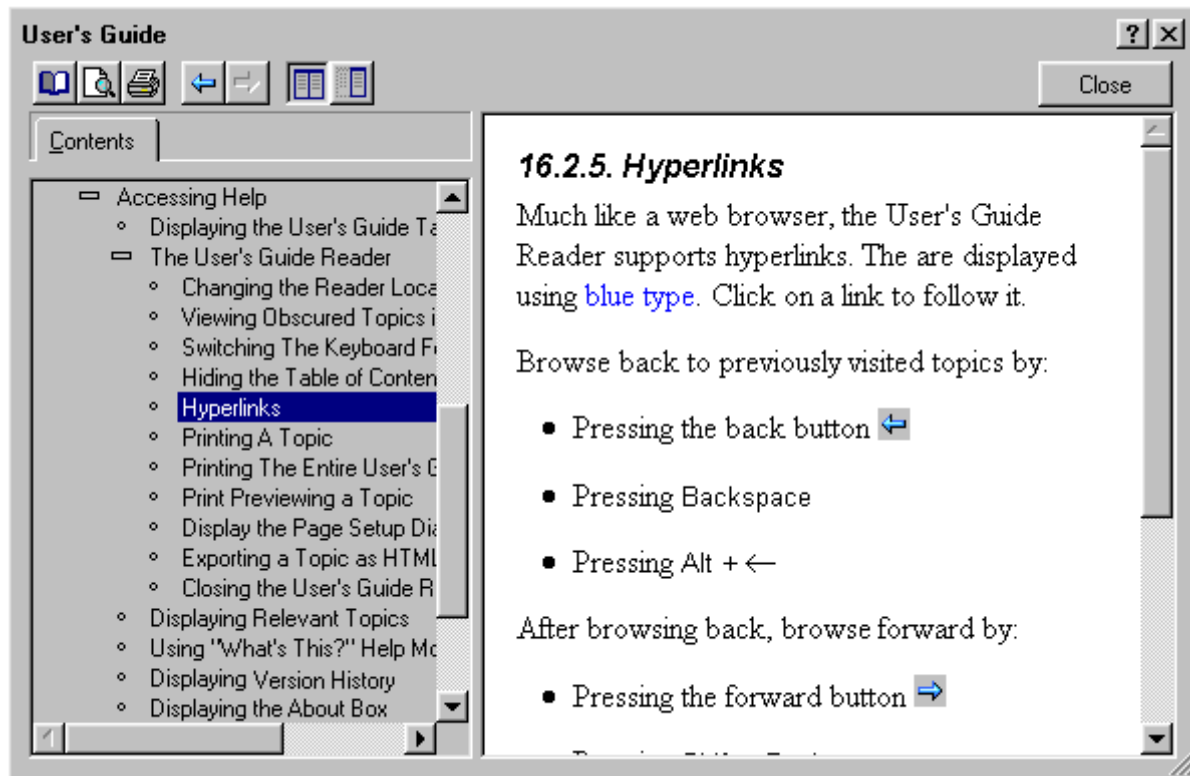 User's Guide
Close
Contents
Accessing Help
Displaying the User's Guide
The User's Guide Reader
Changing the Reader
Viewing Obscured Topics
Switching The Keyboard
Hiding the Table of
Hyperlinks
Printing A Topic
Printing The Entire User's
Print Previewing a Topic
Display the Page Setup
Exporting a Topic as HTML
Closing the User's Guide
Displaying Relevant Topics
Using "What's This?" Help
Displaying Version History
Displaying the About Box
16.2.5. Hyperlinks
Much like a web browser, the User's Guide
Reader supports hyperlinks. The are displayed
using blue type. Click on a link to follow it.
Browse back to previously visited topics by:
• Pressing the back button
• Pressing Backspace
• Pressing Alt + ←
After browsing back, browse forward by:
• Pressing the forward button